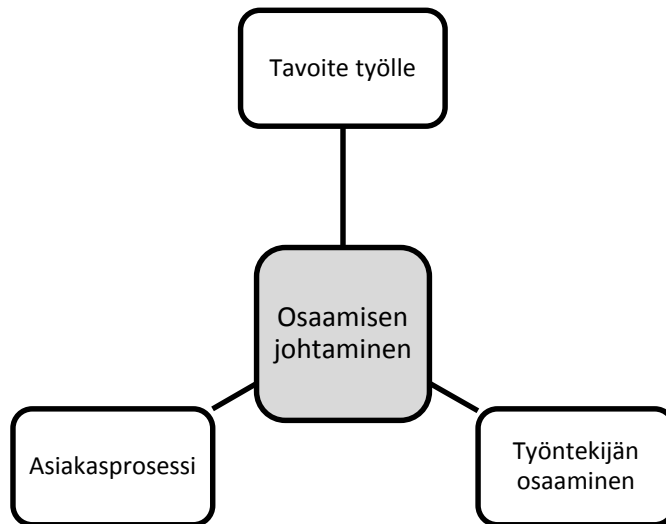 Tavoite työlle
Osaamisen
johtaminen
Asiakasprosessi
Työntekijän
osaaminen